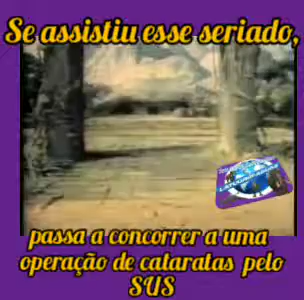 Se assistiu esse seriado,
passa a concorrer a uma
operação de cataratas pelo
SUS